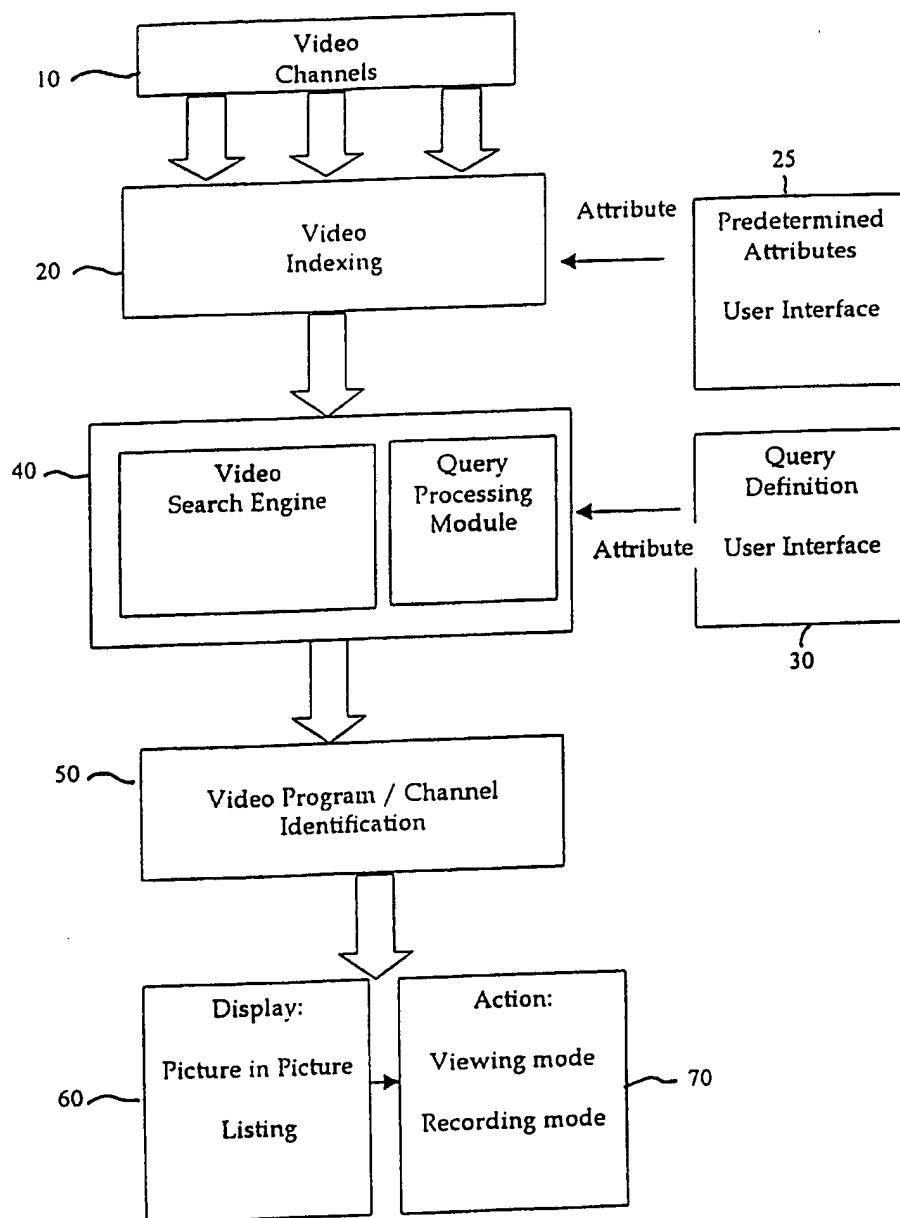 Video
Channels
10
25
Attribute
Predetermined
Attributes
User Interface
Video
Indexing
20
40
Video
Search Engine
Query
Processing
Module
Attribute
Query
Definition
User Interface
30
50
Video Program / Channel
Identification
Display:
Picture in Picture
Listing
60
Action:
Viewing mode
Recording mode
70